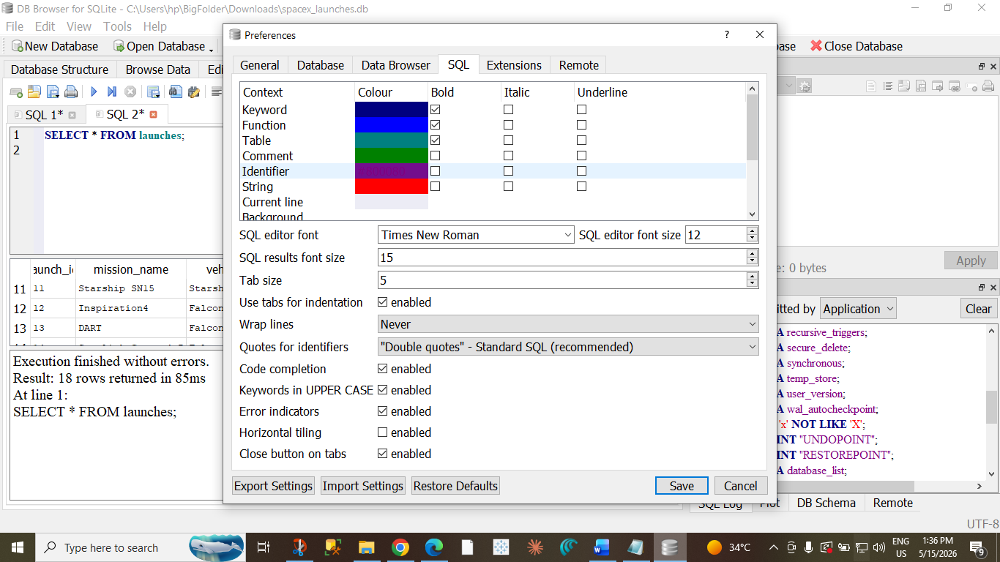 DB Browser for SQLite - C:\Users\hp\BigFolder\Downloads\spacex_launches.db
File Edit View Tools Help
New Database Open Database Close Database
Database Structure Browse Data
SQL 1* SQL 2*
1 SELECT * FROM launches;
2
mission_name
11 11 Starship SN15
12 12 Inspiration4 Falcon
13 13 DART Falcon
Execution finished without errors.
Result: 18 rows returned in 85ms
At line 1:
SELECT * FROM launches;
Preferences
?
General Database Data Browser SQL Extensions Remote
Context Colour Bold Italic Underline
Keyword
Function
Table
Comment
Identifier
String
Current line
Background
SQL editor font Times New Roman SQL editor font size 12
SQL results font size 15
Tab size 5
Use tabs for indentation enabled
Wrap lines Never
Quotes for identifiers "Double quotes" - Standard SQL (recommended)
Code completion enabled
Keywords in UPPER CASE enabled
Error indicators enabled
Horizontal tiling enabled
Close button on tabs enabled
Export Settings Import Settings Restore Defaults Save Cancel
: 0 bytes
Apply
by Application Clear
A recursive_triggers;
A secure_delete;
A synchronous;
A temp_store;
A user_version;
A wal_autocheckpoint;
'x' NOT LIKE 'X';
INT "UNDOPOINT";
INT "RESTOREPOINT";
A database_list;
SQL Log Plot DB Schema Remote
UTF-8
Type here to search
34°C
ENG
US
1:36 PM
5/15/2026
9